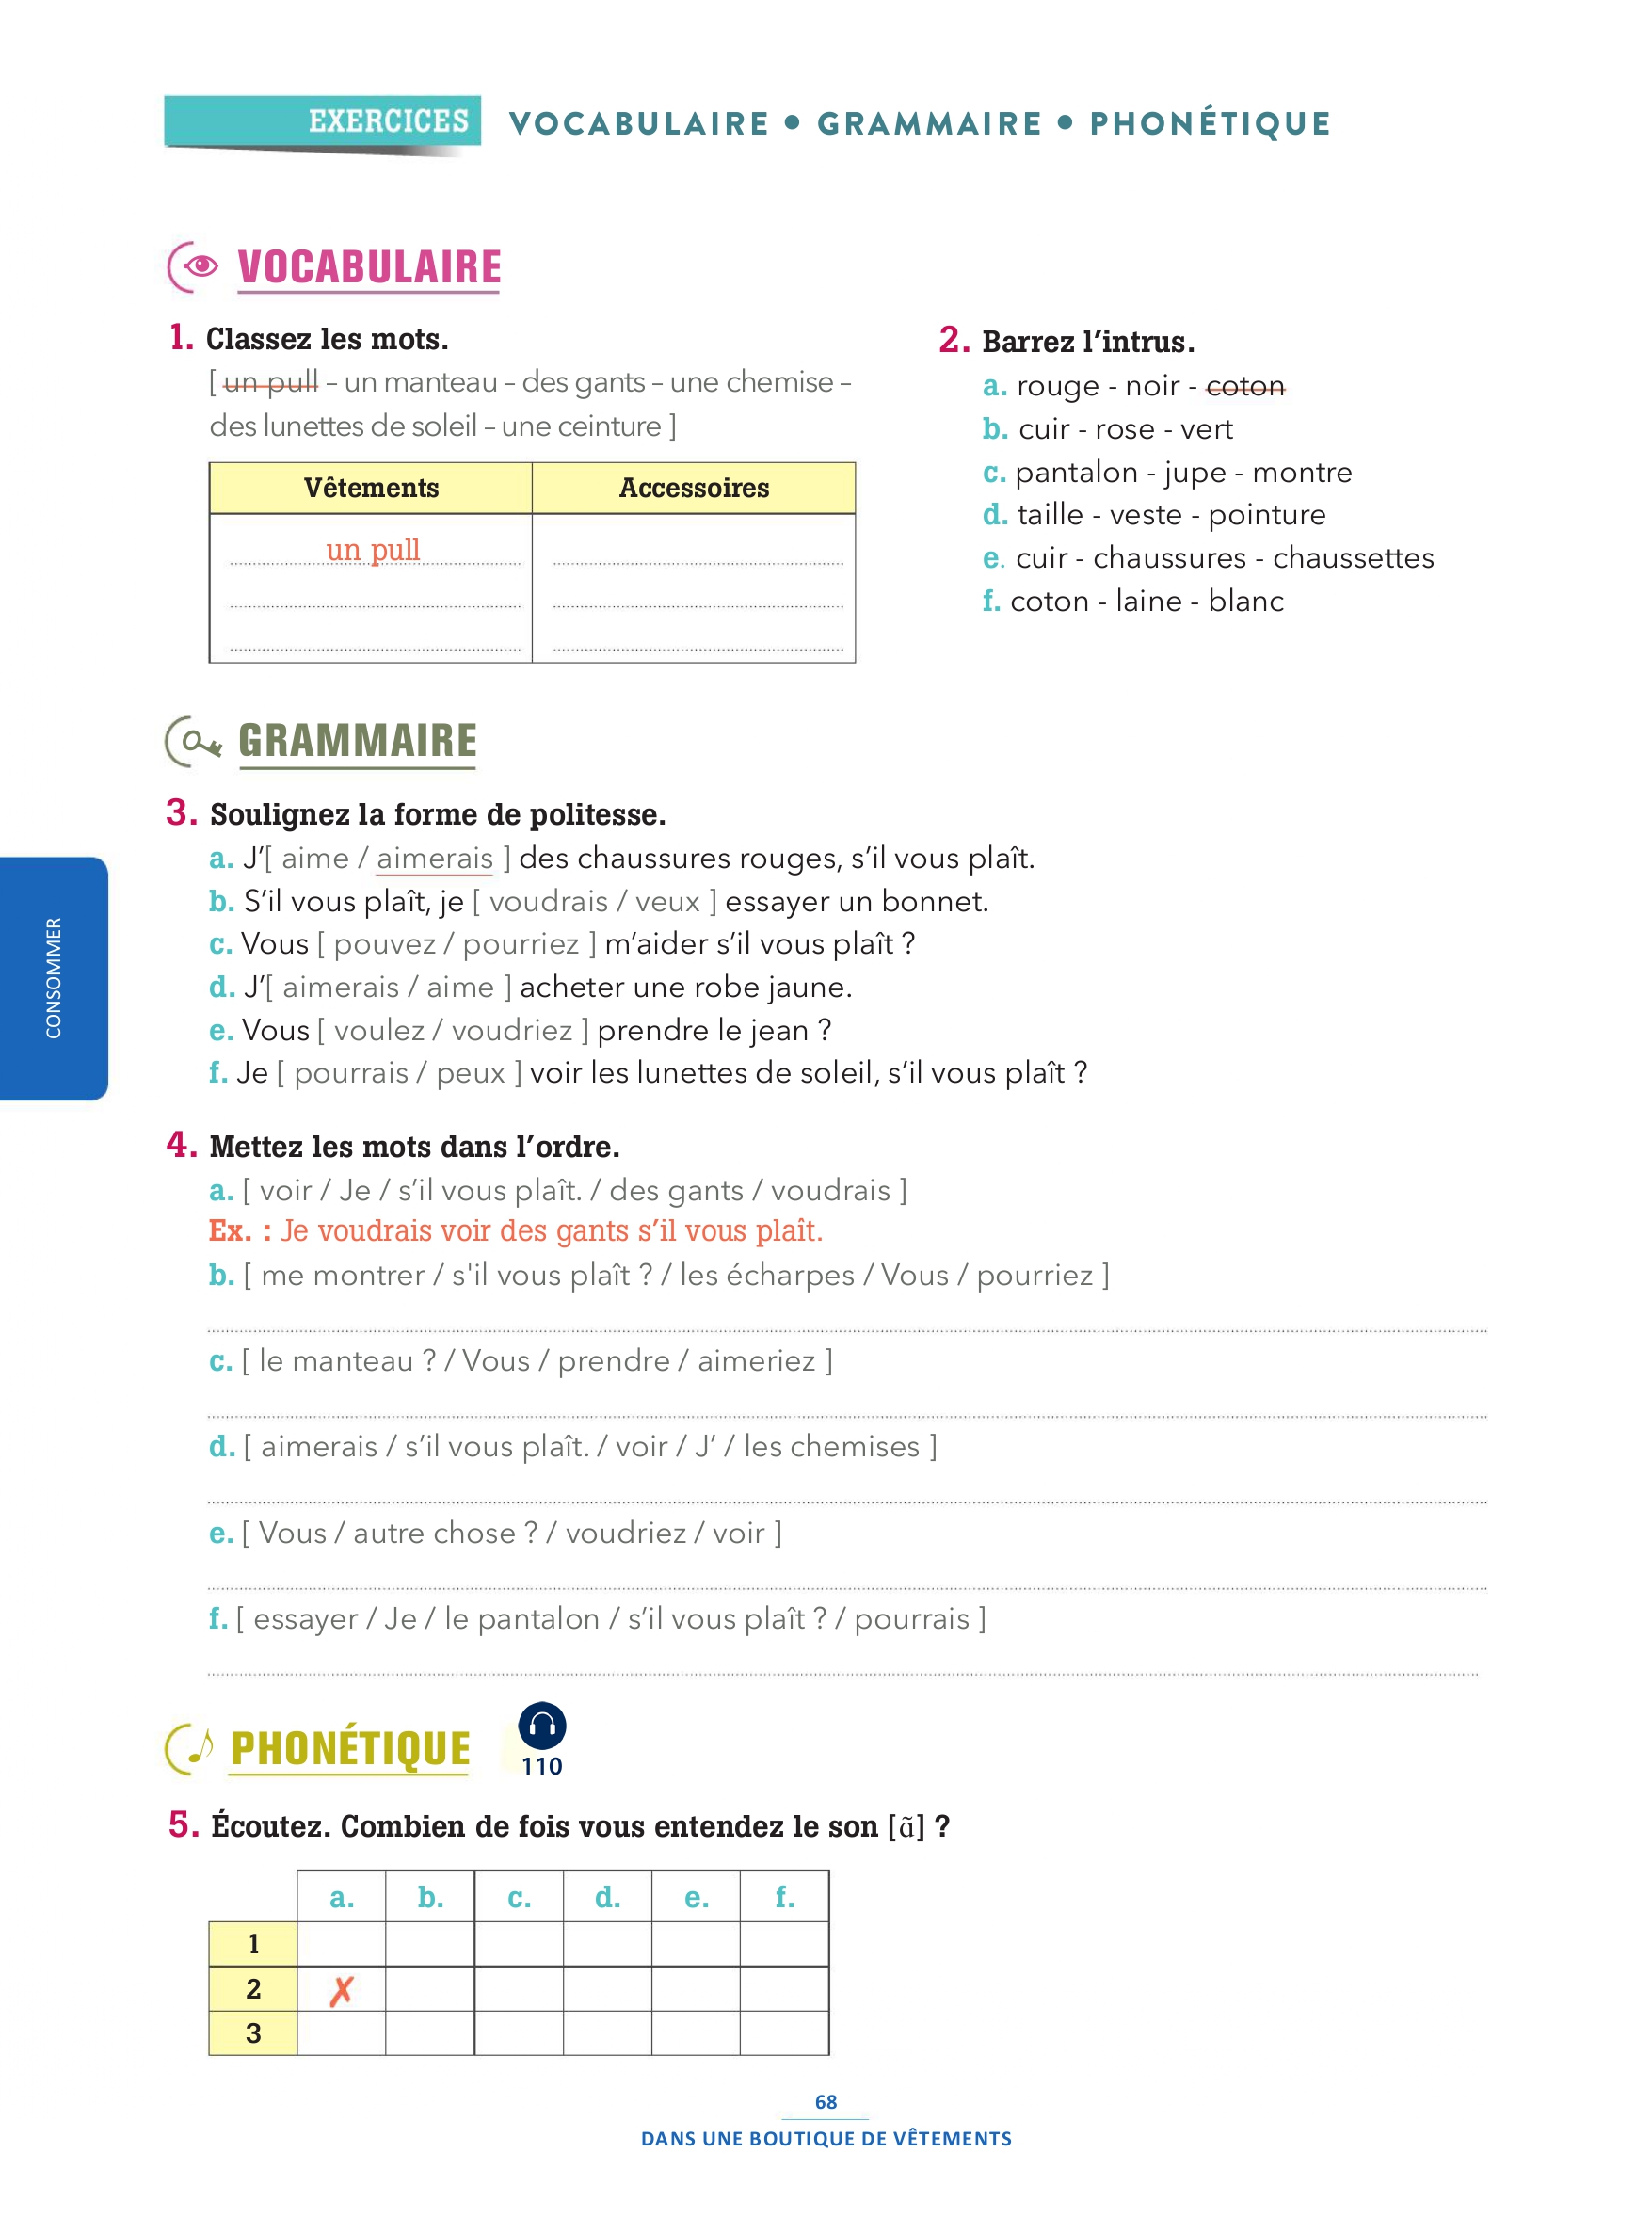 EXERCICES VOCABULAIRE • GRAMMAIRE • PHONÉTIQUE
VOCABULAIRE
1. Classez les mots.
[ un pull – un manteau – des gants – une chemise –
des lunettes de soleil – une ceinture ]
Vêtements Accessoires
un pull
2. Barrez l’intrus.
a. rouge - noir - coton
b. cuir - rose - vert
c. pantalon - jupe - montre
d. taille - veste - pointure
e. cuir - chaussures - chaussettes
f. coton - laine - blanc
GRAMMAIRE
3. Soulignez la forme de politesse.
a. J’[ aime / aimerais ] des chaussures rouges, s’il vous plaît.
b. S’il vous plaît, je [ voudrais / veux ] essayer un bonnet.
c. Vous [ pouvez / pourriez ] m’aider s’il vous plaît ?
d. J’[ aimerais / aime ] acheter une robe jaune.
e. Vous [ voulez / voudriez ] prendre le jean ?
f. Je [ pourrais / peux ] voir les lunettes de soleil, s’il vous plaît ?
CONSOMMER
4. Mettez les mots dans l’ordre.
a. [ voir / Je / s’il vous plaît. / des gants / voudrais ]
Ex. : Je voudrais voir des gants s’il vous plaît.
b. [ me montrer / s'il vous plaît ? / les écharpes / Vous / pourriez ]
c. [ le manteau ? / Vous / prendre / aimeriez ]
d. [ aimerais / s’il vous plaît. / voir / J’ / les chemises ]
e. [ Vous / autre chose ? / voudriez / voir ]
f. [ essayer / Je / le pantalon / s’il vous plaît ? / pourrais ]
PHONÉTIQUE
110
5. Écoutez. Combien de fois vous entendez le son [ɑ̃] ?
a. b. c. d. e. f.
1
2 ✗
3
68
DANS UNE BOUTIQUE DE VÊTEMENTS